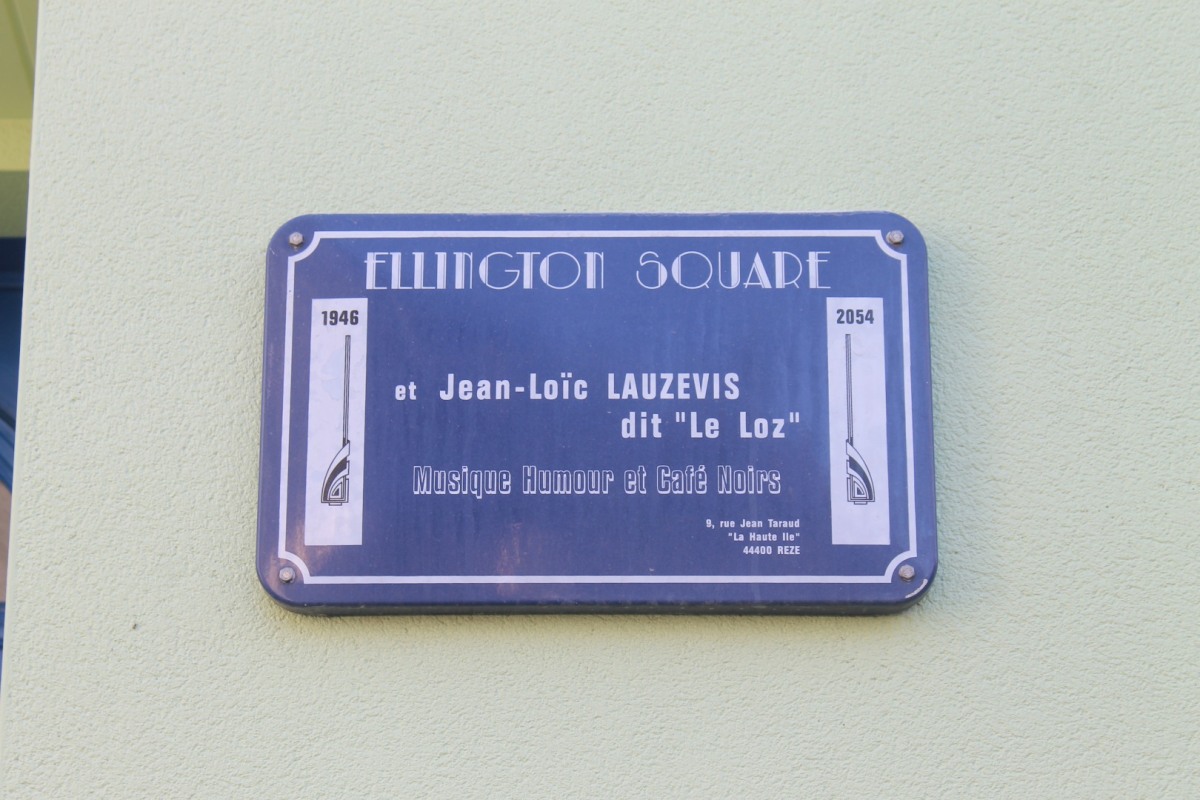 ELLINGTON SQUARE
1946
2054
et Jean-Loïc LAUZEVIS
dit "Le Loz"
Musique Humour et Café Noirs
9, rue Jean Taraud
"La Haute Ile"
44400 REZE